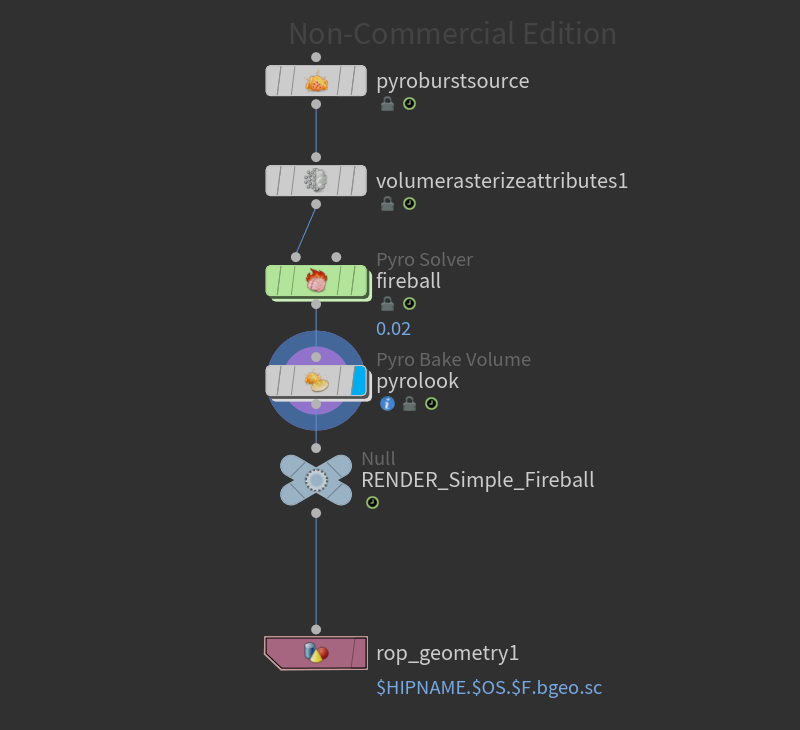 Non-Commercial Edition
pyroburstsource
volumerasterizeattributes1
Pyro Solver
fireball
0.02
Pyro Bake Volume
pyrolook
Null
RENDER_Simple_Fireball
rop_geometry1
$HIPNAME.$OS.$F.bgeo.sc